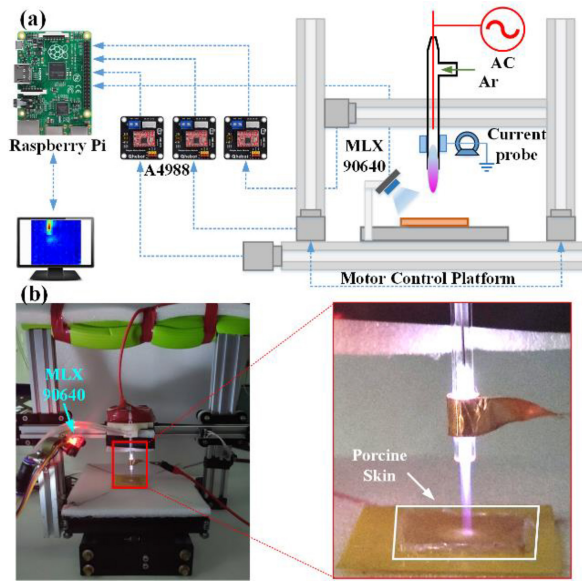 (a)
AC
Ar
Raspberry Pi
A4988
MLX
90640
Current
probe
Motor Control Platform
(b)
MLX
90640
Porcine
Skin